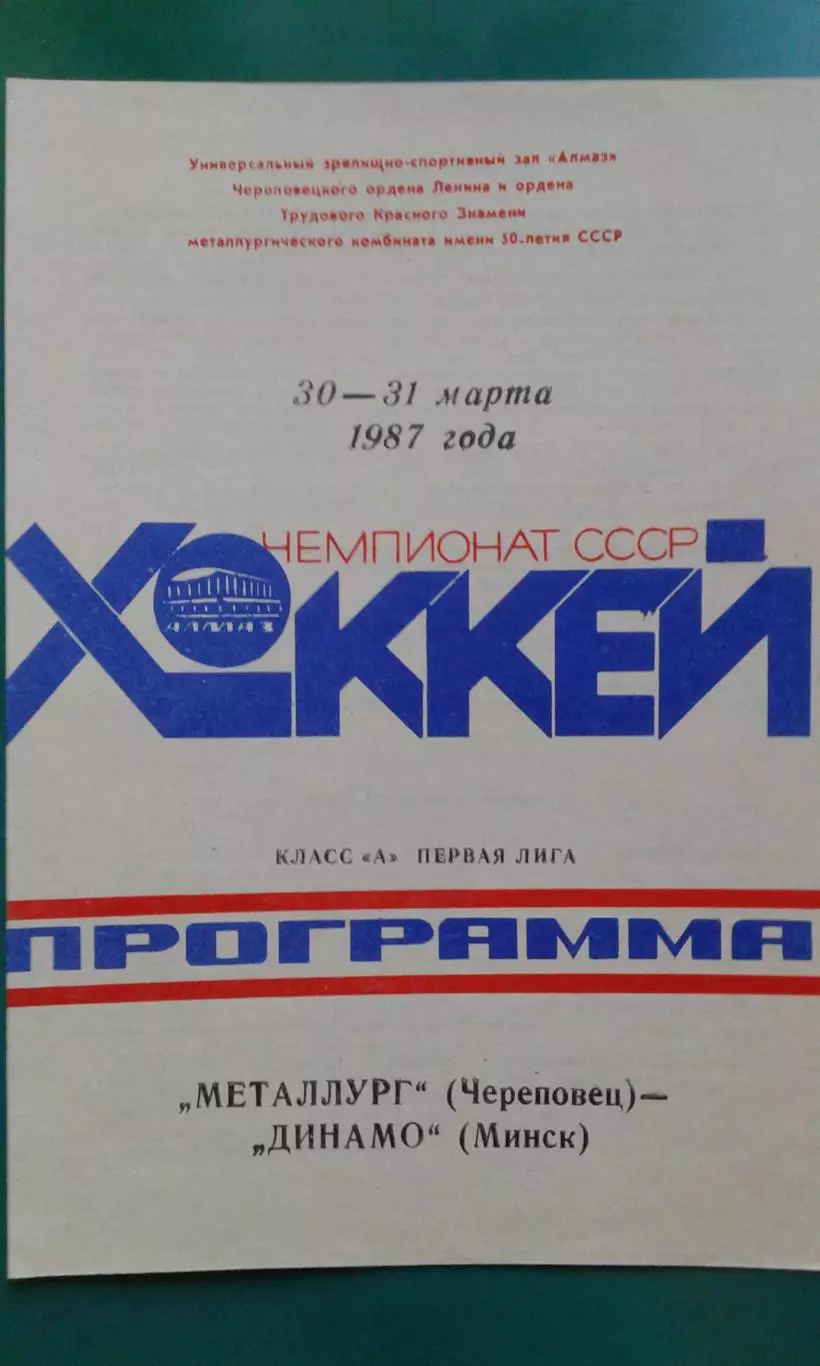 Универсальный зрелищно-спортивный зал «Алмаз»
Череповецкого ордена Ленина и ордена
Трудового Красного Знамени
металлургического комбината имени 50-летия СССР
30—31 марта
1987 года
ЧЕМПИОНАТ СССР
ХОККЕЙ
АЛМАЗ
КЛАСС «А» ПЕРВАЯ ЛИГА
ПРОГРАММА
„МЕТАЛЛУРГ“ (Череповец)—
„ДИНАМО“ (Минск)